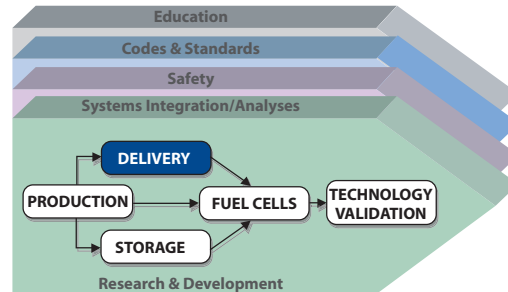 Education
Codes & Standards
Safety
Systems Integration/Analyses
DELIVERY
PRODUCTION
FUEL CELLS
TECHNOLOGY
VALIDATION
STORAGE
Research & Development